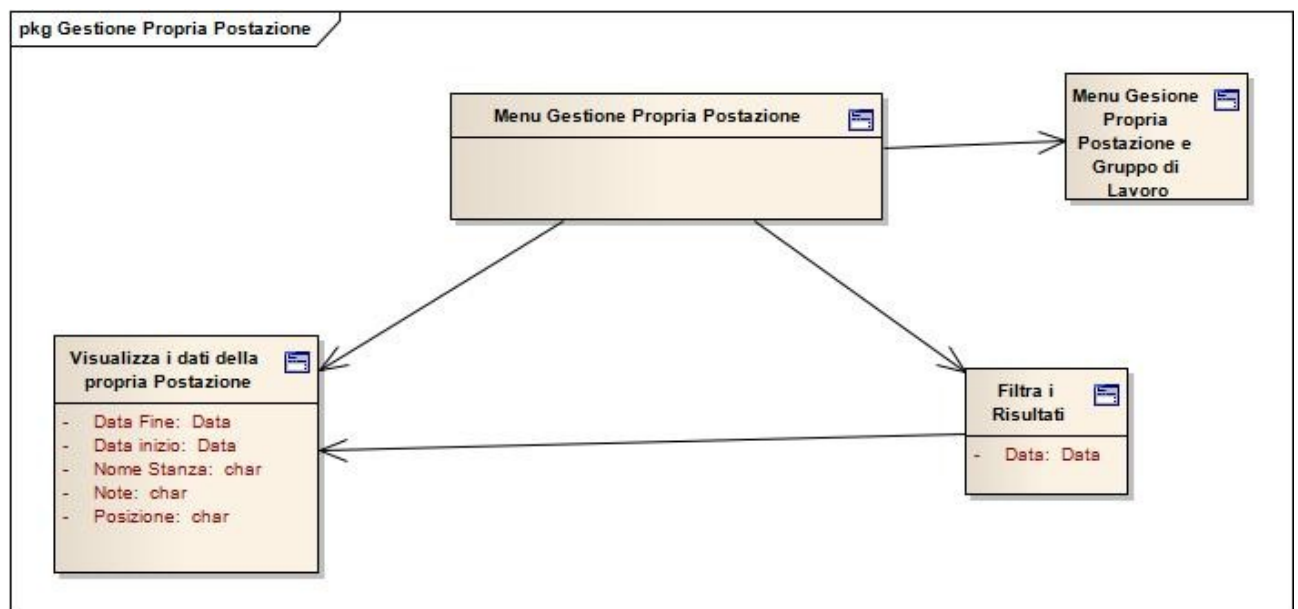 pkg Gestione Propria Postazione
Menu Gestione Propria Postazione
Menu Gesione
Propria
Postazione e
Gruppo di
Lavoro
Visualizza i dati della
propria Postazione
- Data Fine: Data
- Data inizio: Data
- Nome Stanza: char
- Note: char
- Posizione: char
Filtra i
Risultati
- Data: Data